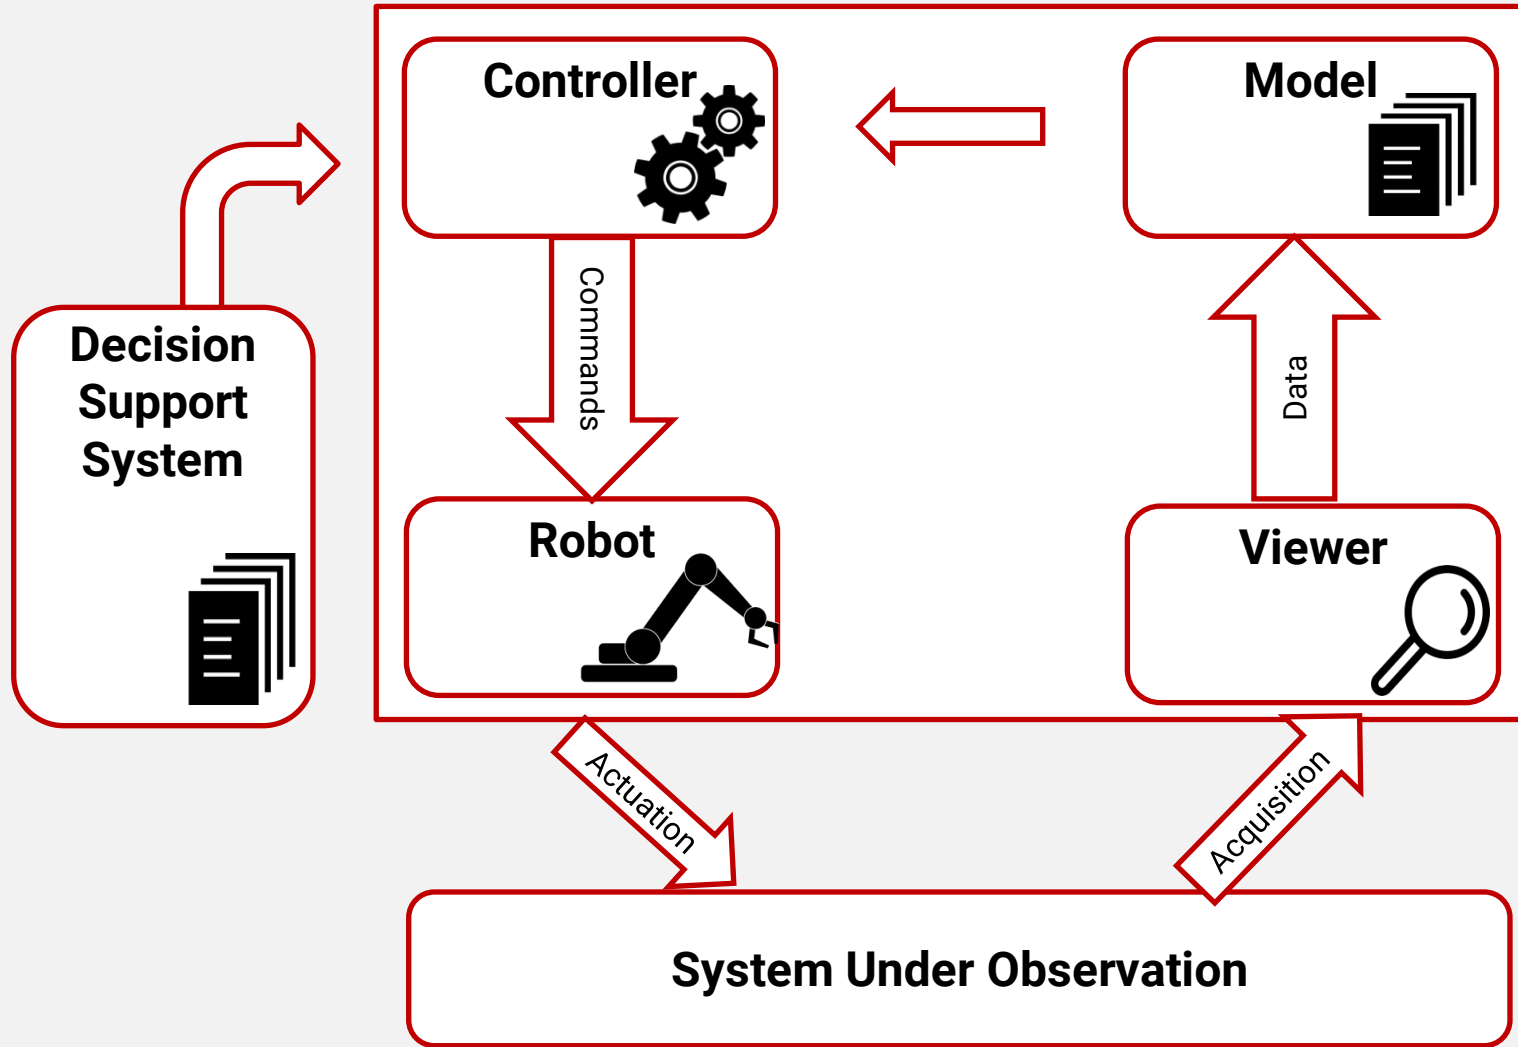 Controller
Model
Commands
Data
Decision
Support
System
Robot
Viewer
Actuation
Acquisition
System Under Observation